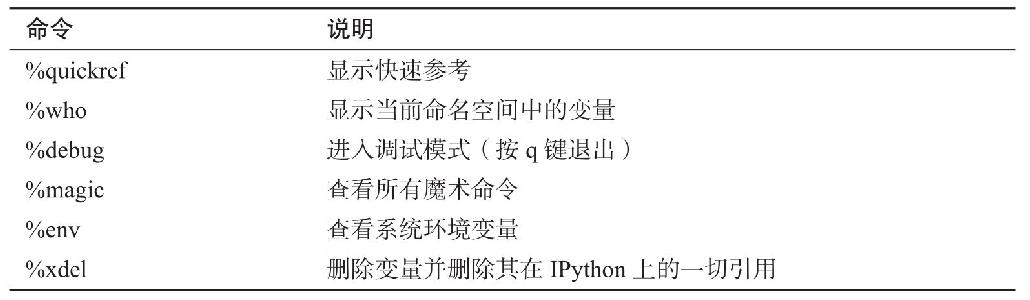 命令 说明
%quickref 显示快速参考
%who 显示当前命名空间中的变量
%debug 进入调试模式（按 q 键退出）
%magic 查看所有魔术命令
%env 查看系统环境变量
%xdel 删除变量并删除其在 IPython 上的一切引用